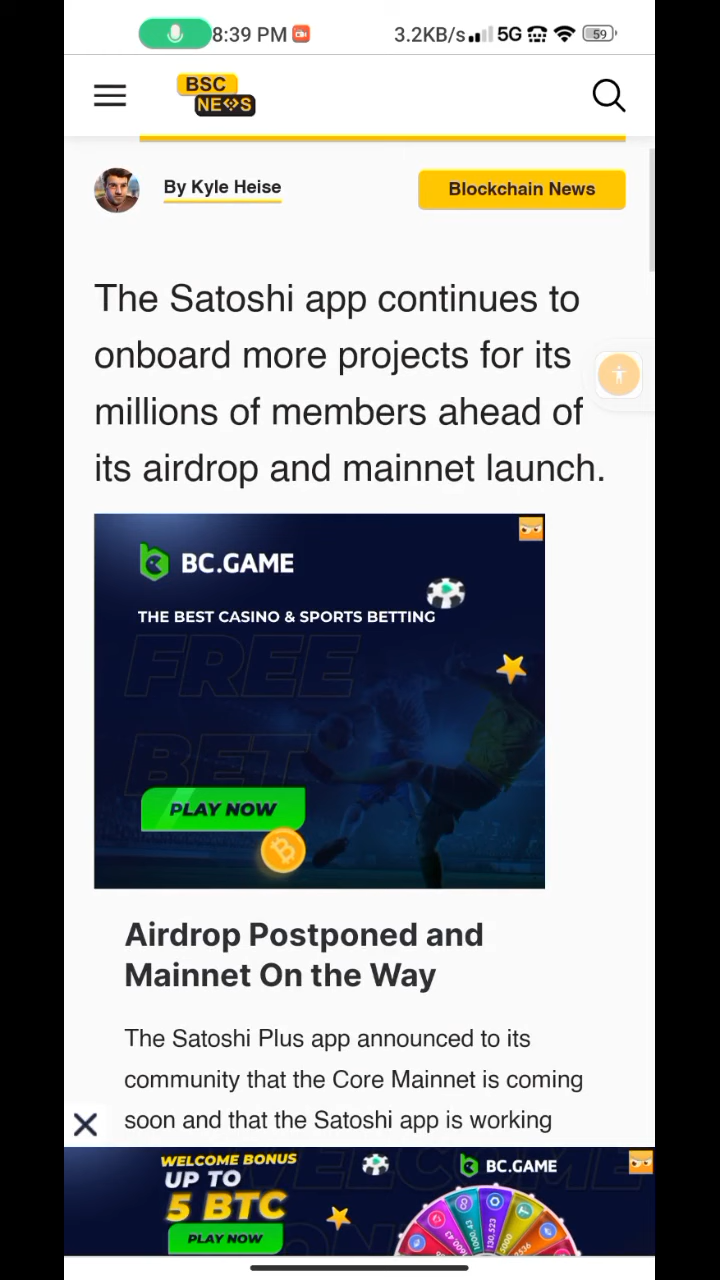 8:39 PM
3.2KB/s 5G 59
BSC
NEWS
By Kyle Heise
Blockchain News
The Satoshi app continues to
onboard more projects for its
millions of members ahead of
its airdrop and mainnet launch.
BC.GAME
THE BEST CASINO & SPORTS BETTING
FREE
BET
PLAY NOW
Airdrop Postponed and
Mainnet On the Way
The Satoshi Plus app announced to its
community that the Core Mainnet is coming
soon and that the Satoshi app is working
WELCOME BONUS
UP TO
5 BTC
PLAY NOW
BC.GAME